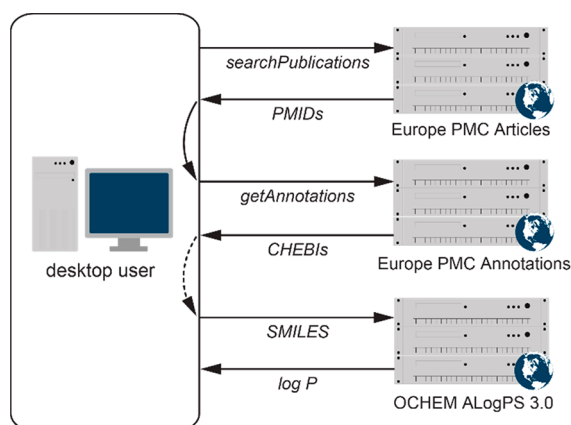 searchPublications
PMIDs
Europe PMC Articles
getAnnotations
CHEBIs
Europe PMC Annotations
desktop user
SMILES
log P
OCHEM ALogPS 3.0